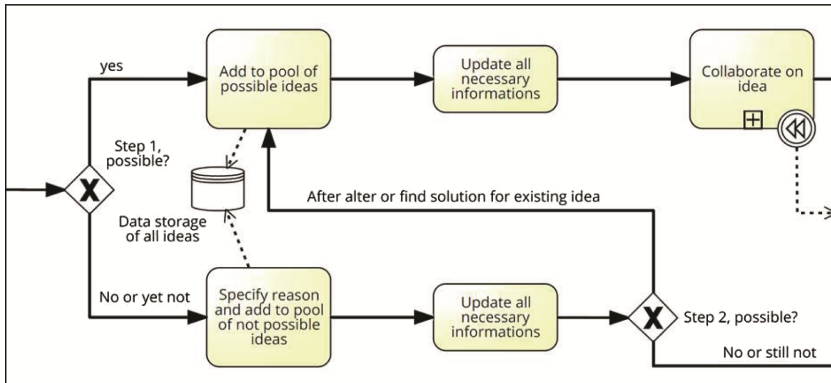 yes
Add to pool of
possible ideas
Update all
necessary
informations
Collaborate on
idea
Step 1,
possible?
After alter or find solution for existing idea
Data storage
of all ideas
No or yet not
Specify reason
and add to pool
of not possible
ideas
Update all
necessary
informations
Step 2, possible?
No or still not